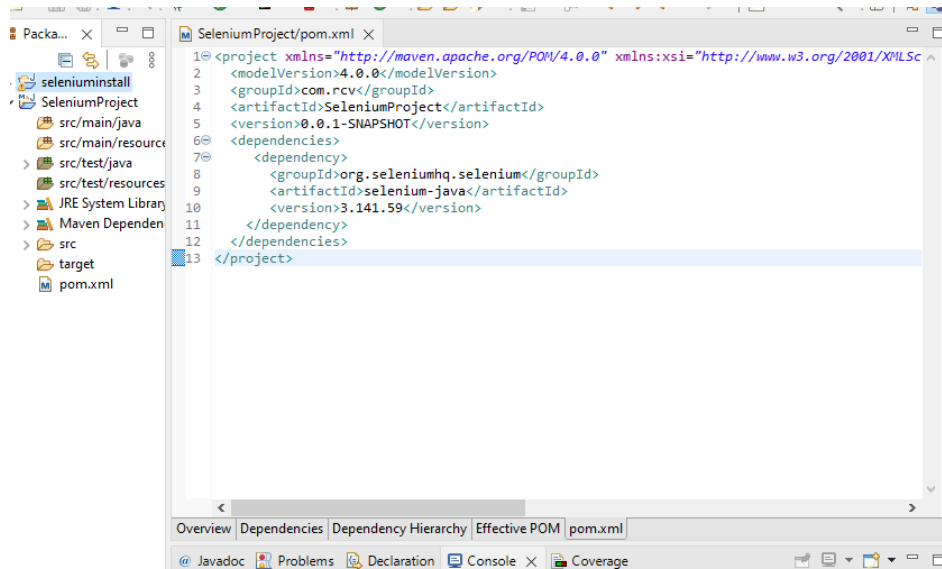 Packa...
seleniuminstall
SeleniumProject
src/main/java
src/main/resource
src/test/java
src/test/resources
JRE System Library
Maven Dependen
src
target
pom.xml
SeleniumProject/pom.xml
1 <project xmlns="http://maven.apache.org/POM/4.0.0" xmlns:xsi="http://www.w3.org/2001/XMLSc
2 <modelVersion>4.0.0</modelVersion>
3 <groupId>com.rcv</groupId>
4 <artifactId>SeleniumProject</artifactId>
5 <version>0.0.1-SNAPSHOT</version>
6 <dependencies>
7 <dependency>
8 <groupId>org.seleniumhq.selenium</groupId>
9 <artifactId>selenium-java</artifactId>
10 <version>3.141.59</version>
11 </dependency>
12 </dependencies>
13 </project>
Overview Dependencies Dependency Hierarchy Effective POM pom.xml
@ Javadoc Problems Declaration Console Coverage